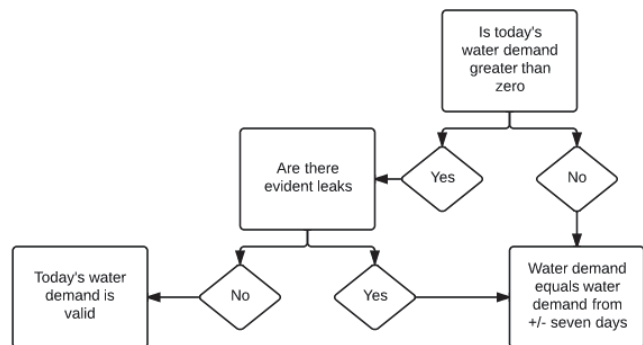 Is today's
water demand
greater than
zero
Are there
evident leaks
Yes
No
Today's water
demand is
valid
No
Yes
Water demand
equals water
demand from
+/- seven days